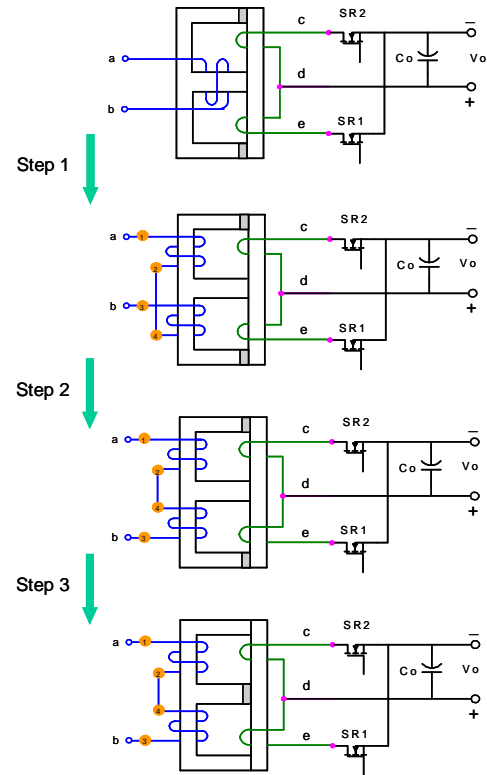 c SR2 —
a Co Vo
d
b +
e
SR1
Step 1
c SR2 —
a 1
2 Co Vo
d
b 3 +
4 e SR1
Step 2
c SR2 —
a 1
2 Co Vo
d
4 +
b 3 e SR1
Step 3
c SR2 —
a 1
2 Co Vo
d
4 +
b 3 e SR1